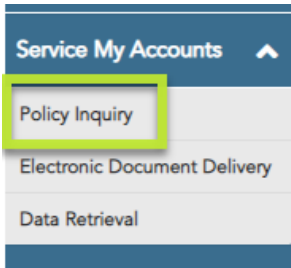 Service My Accounts
Policy Inquiry
Electronic Document Delivery
Data Retrieval